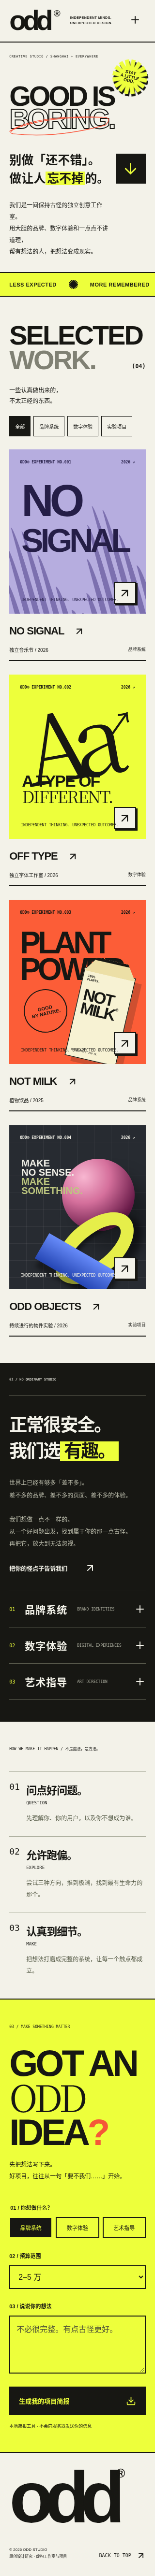 odd®
INDEPENDENT MINDS.
UNEXPECTED DESIGN.
CREATIVE STUDIO / SHANGHAI + EVERYWHERE
STAY
A LITTLE
ODD.
GOOD IS
BORING.
别做「还不错」。
做让人忘不掉的。
我们是一间保持古怪的独立创意工作
室。
用大胆的品牌、数字体验和一点点不讲
道理，
帮有想法的人，把想法变成现实。
LESS EXPECTED
MORE REMEMBERED
SELECTED
WORK.
(04)
一些认真做出来的，
不太正经的东西。
全部
品牌系统
数字体验
实验项目
ODD® EXPERIMENT NO.001
2026 ↗
NO
SIGNAL
INDEPENDENT THINKING. UNEXPECTED OUTCOMES.
NO SIGNAL
独立音乐节 / 2026
品牌系统
ODD® EXPERIMENT NO.002
2026 ↗
Aa
A TYPE OF
DIFFERENT.
INDEPENDENT THINKING. UNEXPECTED OUTCOMES.
OFF TYPE
独立字体工作室 / 2026
数字体验
ODD® EXPERIMENT NO.003
PLANT
POWER
GOOD
BY NATURE.
100%
PLANTS.
NOT
MILK
INDEPENDENT THINKING. UNEXPECTED OUTCOMES.
NOT MILK
植物饮品 / 2025
品牌系统
ODD® EXPERIMENT NO.004
2026 ↗
MAKE
NO SENSE.
MAKE
SOMETHING.
INDEPENDENT THINKING. UNEXPECTED OUTCOMES.
ODD OBJECTS
持续进行的物件实验 / 2026
实验项目
02 / NO ORDINARY STUDIO
正常很安全。
我们选有趣。
世界上已经有够多「差不多」。
差不多的品牌、差不多的页面、差不多的体验。
我们想做一点不一样的。
从一个好问题出发，找到属于你的那一点古怪。
再把它，放大到无法忽视。
把你的怪点子告诉我们
01
品牌系统
BRAND IDENTITIES
02
数字体验
DIGITAL EXPERIENCES
03
艺术指导
ART DIRECTION
HOW WE MAKE IT HAPPEN / 不是魔法，是方法。
01
问点好问题。
QUESTION
先理解你、你的用户，以及你不想成为谁。
02
允许跑偏。
EXPLORE
尝试三种方向，推到极端，找到最有生命力的
那个。
03
认真到细节。
MAKE
把想法打磨成完整的系统，让每一个触点都成
立。
03 / MAKE SOMETHING MATTER
GOT AN
ODD
IDEA?
先把想法写下来。
好项目，往往从一句「要不我们……」开始。
01 / 你想做什么？
品牌系统
数字体验
艺术指导
02 / 预算范围
2–5 万
03 / 说说你的想法
不必很完整。有点古怪更好。
生成我的项目简报
本地简报工具 · 不会向服务器发送你的信息
odd®
© 2026 ODD STUDIO
BACK TO TOP